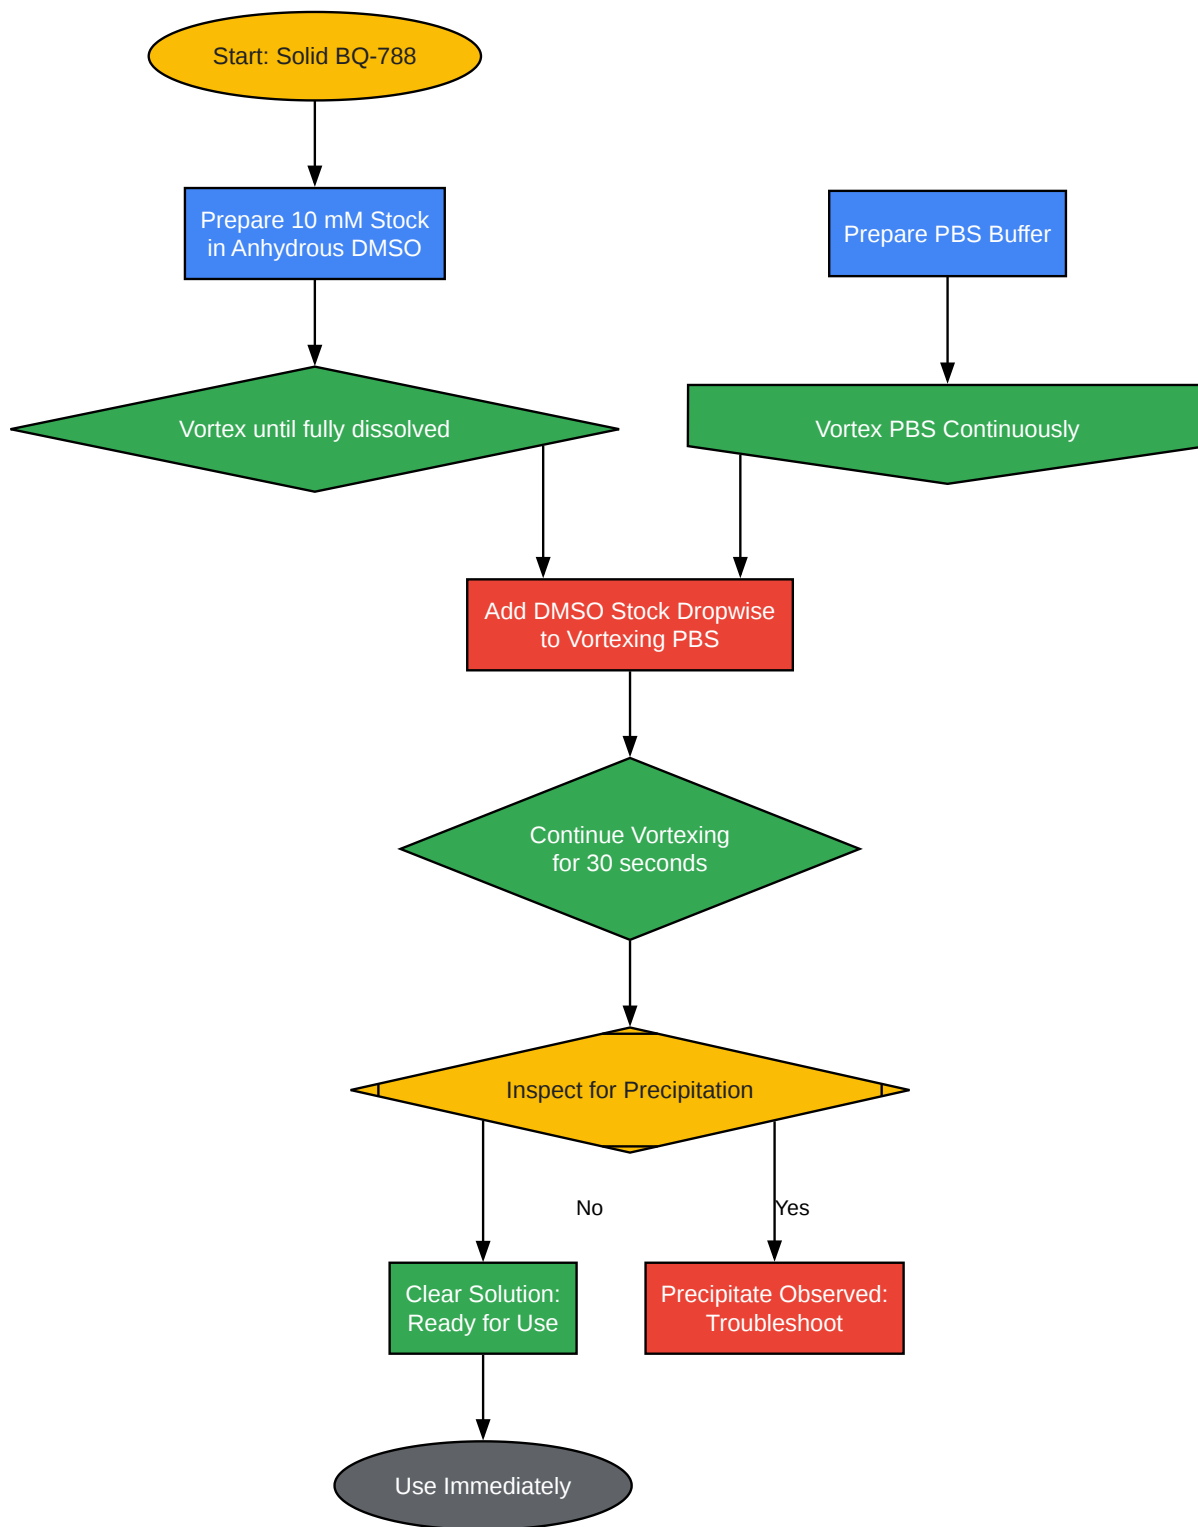 Start: Solid BQ-788
Prepare 10 mM Stock
in Anhydrous DMSO
Prepare PBS Buffer
Vortex until fully dissolved
Vortex PBS Continuously
Add DMSO Stock Dropwise
to Vortexing PBS
Continue Vortexing
for 30 seconds
Inspect for Precipitation
No
Yes
Clear Solution:
Ready for Use
Precipitate Observed:
Troubleshoot
Use Immediately